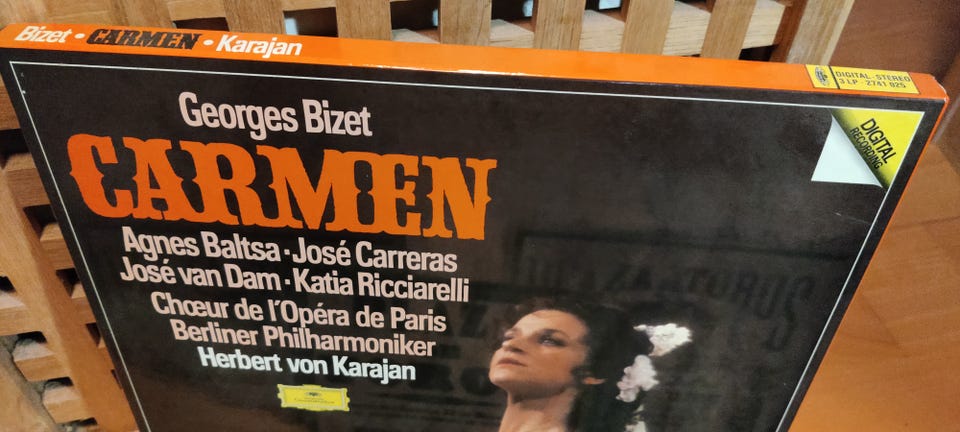 Bizet · CARMEN · Karajan
DIGITAL · STEREO
3 LP · 2741 025
DIGITAL
RECORDING
Georges Bizet
CARMEN
Agnes Baltsa · José Carreras
José van Dam · Katia Ricciarelli
Chœur de l'Opéra de Paris
Berliner Philharmoniker
Herbert von Karajan